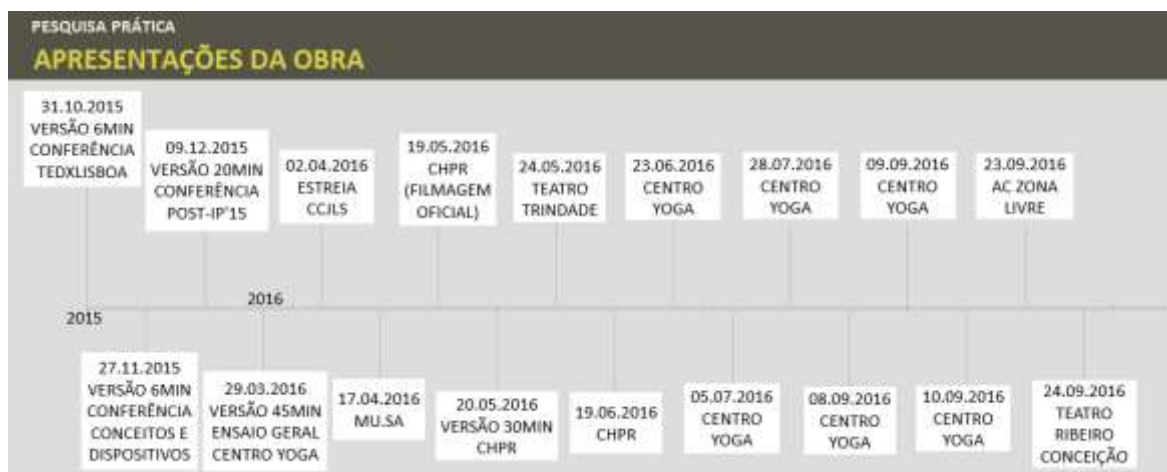 PESQUISA PRÁTICA
APRESENTAÇÕES DA OBRA
31.10.2015
VERSÃO 6MIN
CONFERÊNCIA
TEDXLISBOA
09.12.2015
VERSÃO 20MIN
CONFERÊNCIA
POST-IP'15
02.04.2016
ESTREIA
CCJLS
19.05.2016
CHPR
(FILMAGEM
OFICIAL)
24.05.2016
TEATRO
TRINDADE
23.06.2016
CENTRO
YOGA
28.07.2016
CENTRO
YOGA
09.09.2016
CENTRO
YOGA
23.09.2016
AC ZONA
LIVRE
2015
2016
27.11.2015
VERSÃO 6MIN
CONFERÊNCIA
CONCEITOS E
DISPOSITIVOS
29.03.2016
VERSÃO 45MIN
ENSAIO GERAL
CENTRO YOGA
17.04.2016
MU.SA
20.05.2016
VERSÃO 30MIN
CHPR
19.06.2016
CHPR
05.07.2016
CENTRO
YOGA
08.09.2016
CENTRO
YOGA
10.09.2016
CENTRO
YOGA
24.09.2016
TEATRO
RIBEIRO
CONCEIÇÃO